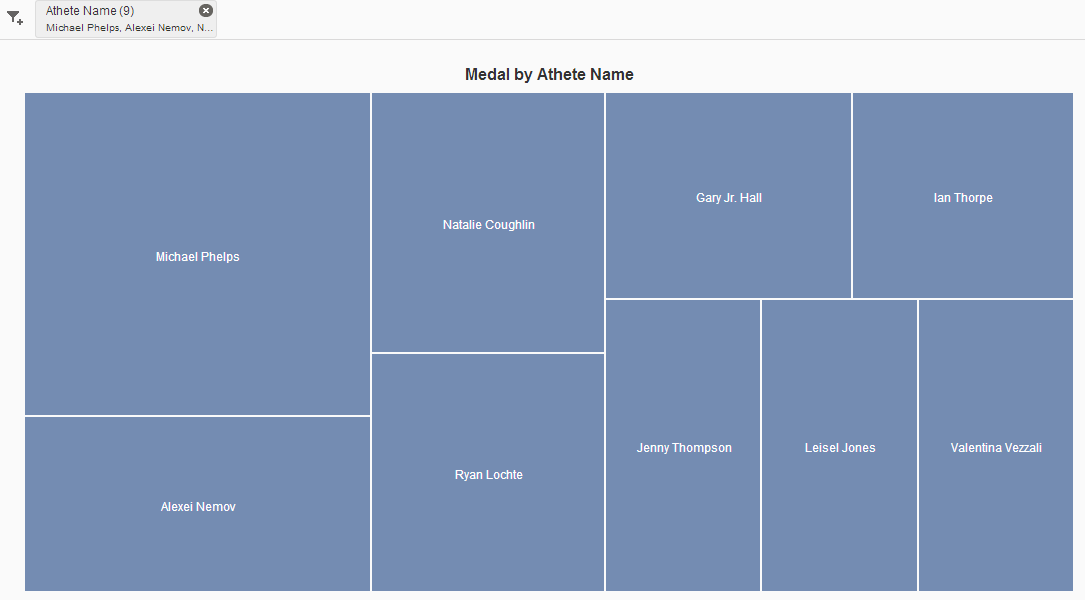 Athete Name (9)
Michael Phelps, Alexei Nemov, N...
Medal by Athete Name
Michael Phelps
Natalie Coughlin
Gary Jr. Hall
Ian Thorpe
Alexei Nemov
Ryan Lochte
Jenny Thompson
Leisel Jones
Valentina Vezzali